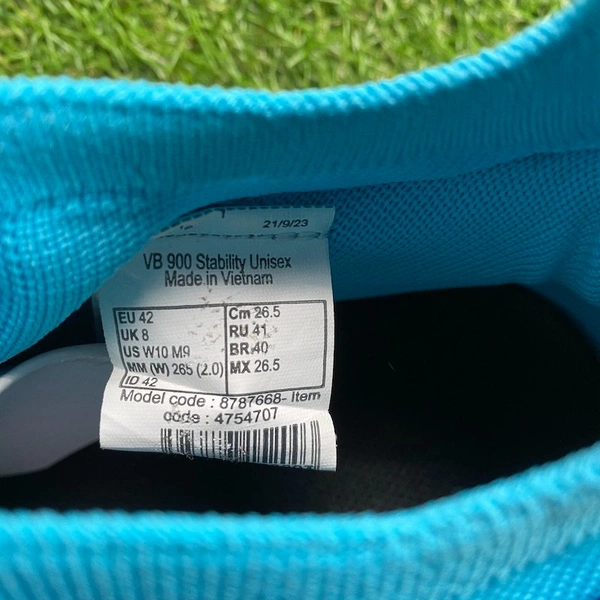 21/9/23
VB 900 Stability Unisex
Made in Vietnam
EU 42 Cm 26.5
UK 8 RU 41
US W10 M9 BR 40
MM (W) 265 (2.0) MX 26.5
ID 42
Model code : 8787668- Item
code : 4754707